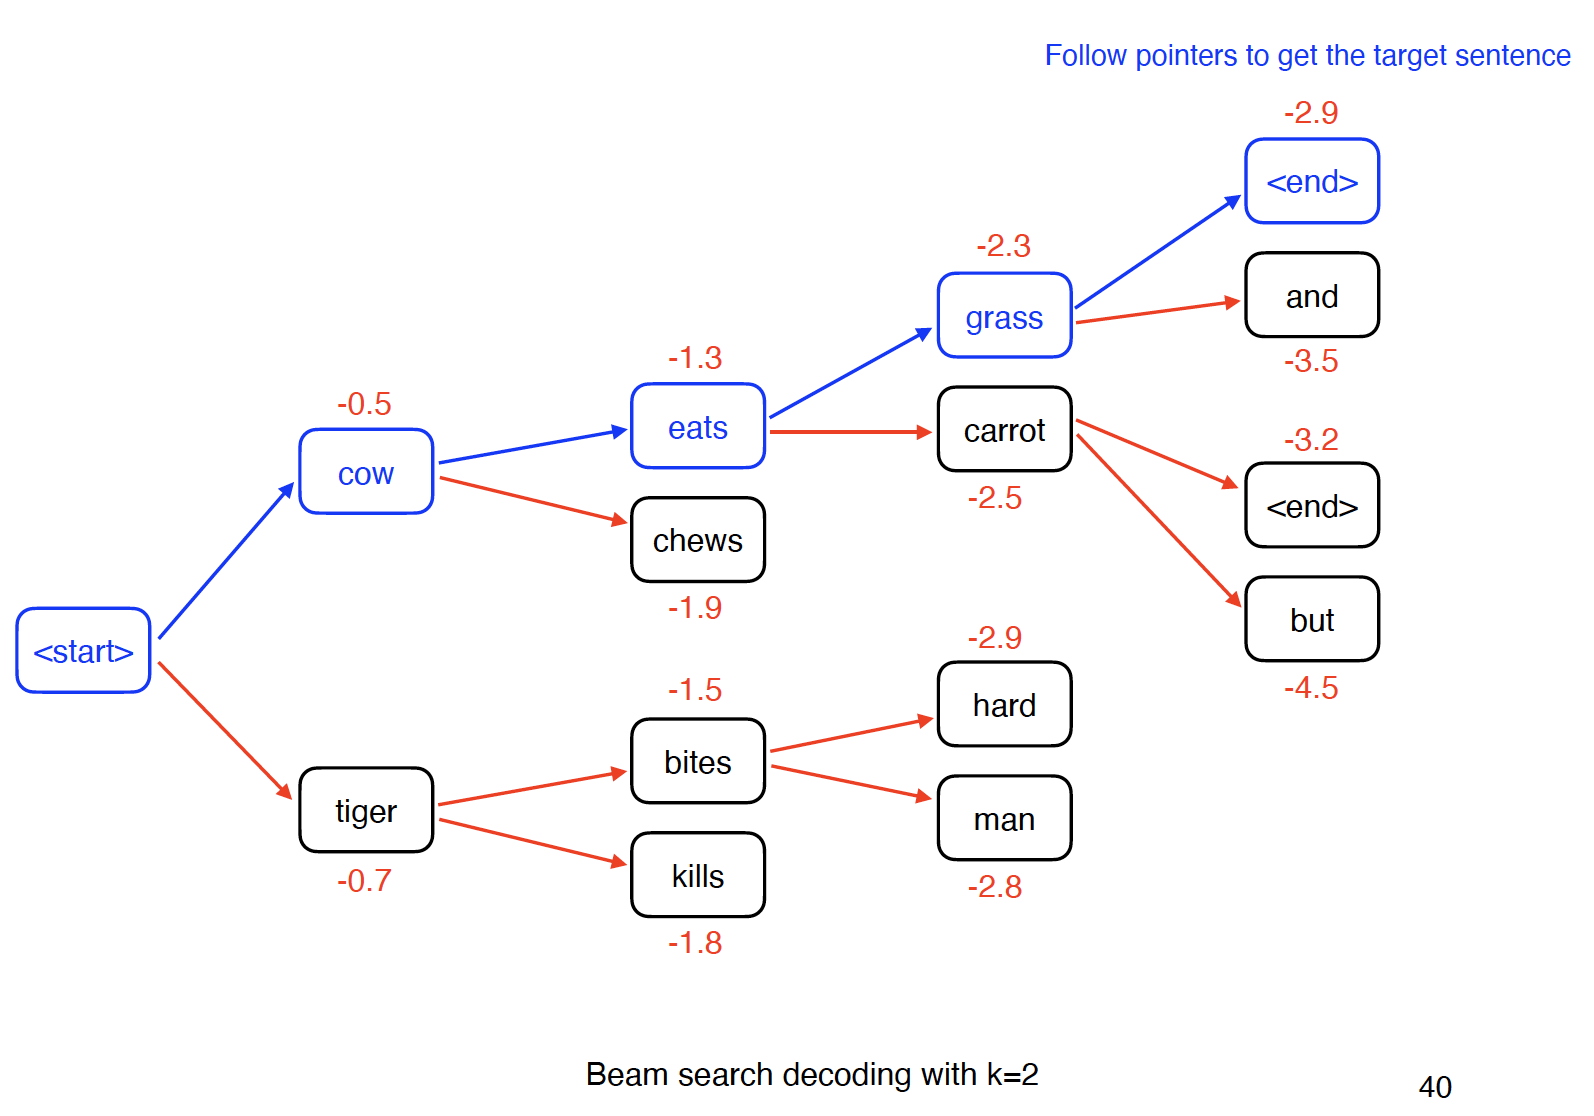 Follow pointers to get the target sentence
-2.9
<end>
-2.3
and
grass
-3.5
-1.3
eats
carrot
-2.5
-0.5
cow
-3.2
<end>
chews
-1.9
but
-4.5
<start>
-2.9
hard
-1.5
bites
man
-2.8
tiger
-0.7
kills
-1.8
Beam search decoding with k=2
40